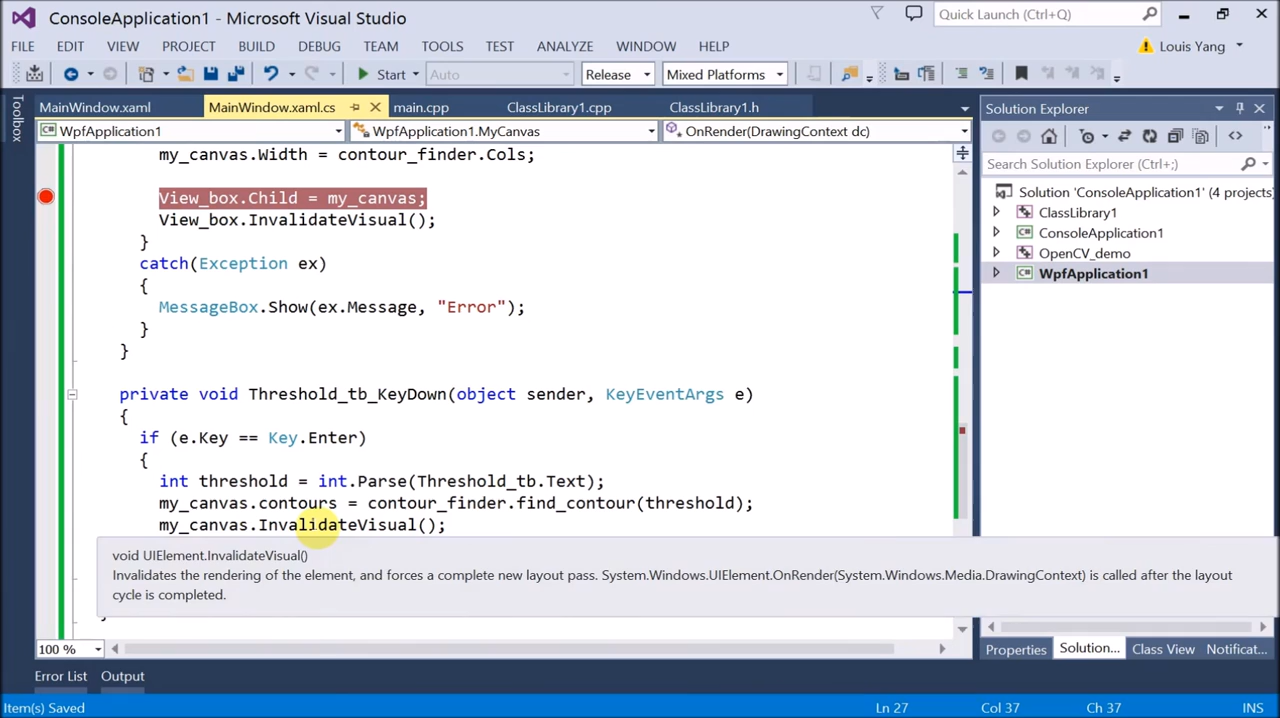 ConsoleApplication1 - Microsoft Visual Studio
Quick Launch (Ctrl+;)
FILE EDIT VIEW PROJECT BUILD DEBUG TEAM TOOLS TEST ANALYZE WINDOW HELP
Louis Yang
Start Auto Release Mixed Platforms
Toolbox
MainWindow.xaml MainWindow.xaml.cs main.cpp ClassLibrary1.cpp ClassLibrary1.h
WpfApplication1 WpfApplication1.MyCanvas OnRender(DrawingContext dc)
my_canvas.Width = contour_finder.Cols;
View_box.Child = my_canvas;
View_box.InvalidateVisual();
}
catch(Exception ex)
{
MessageBox.Show(ex.Message, "Error");
}
}
private void Threshold_tb_KeyDown(object sender, KeyEventArgs e)
{
if (e.Key == Key.Enter)
{
int threshold = int.Parse(Threshold_tb.Text);
my_canvas.contours = contour_finder.find_contour(threshold);
my_canvas.InvalidateVisual();
void UIElement.InvalidateVisual()
Invalidates the rendering of the element, and forces a complete new layout pass. System.Windows.UIElement.OnRender(System.Windows.Media.DrawingContext) is called after the layout
cycle is completed.
100 %
Solution Explorer
Search Solution Explorer (Ctrl+;)
Solution 'ConsoleApplication1' (4 projects)
ClassLibrary1
ConsoleApplication1
OpenCV_demo
WpfApplication1
Properties Solution... Class View Notificat...
Error List Output
Item(s) Saved Ln 27 Col 37 Ch 37 INS